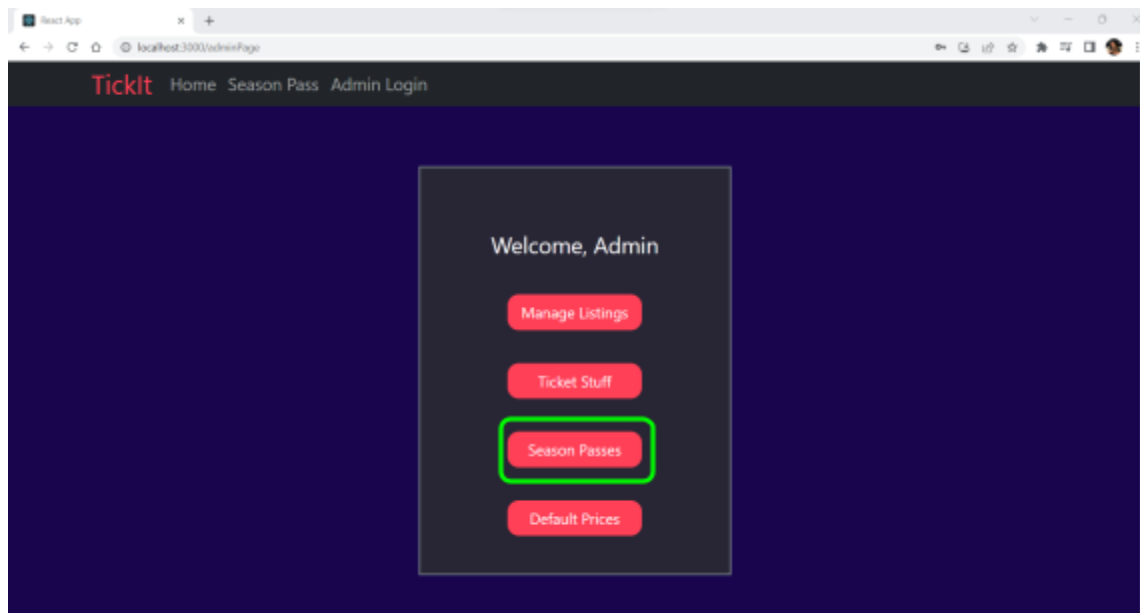 React App
localhost:3000/adminPage
TickIt Home Season Pass Admin Login
Welcome, Admin
Manage Listings
Ticket Stuff
Season Passes
Default Prices